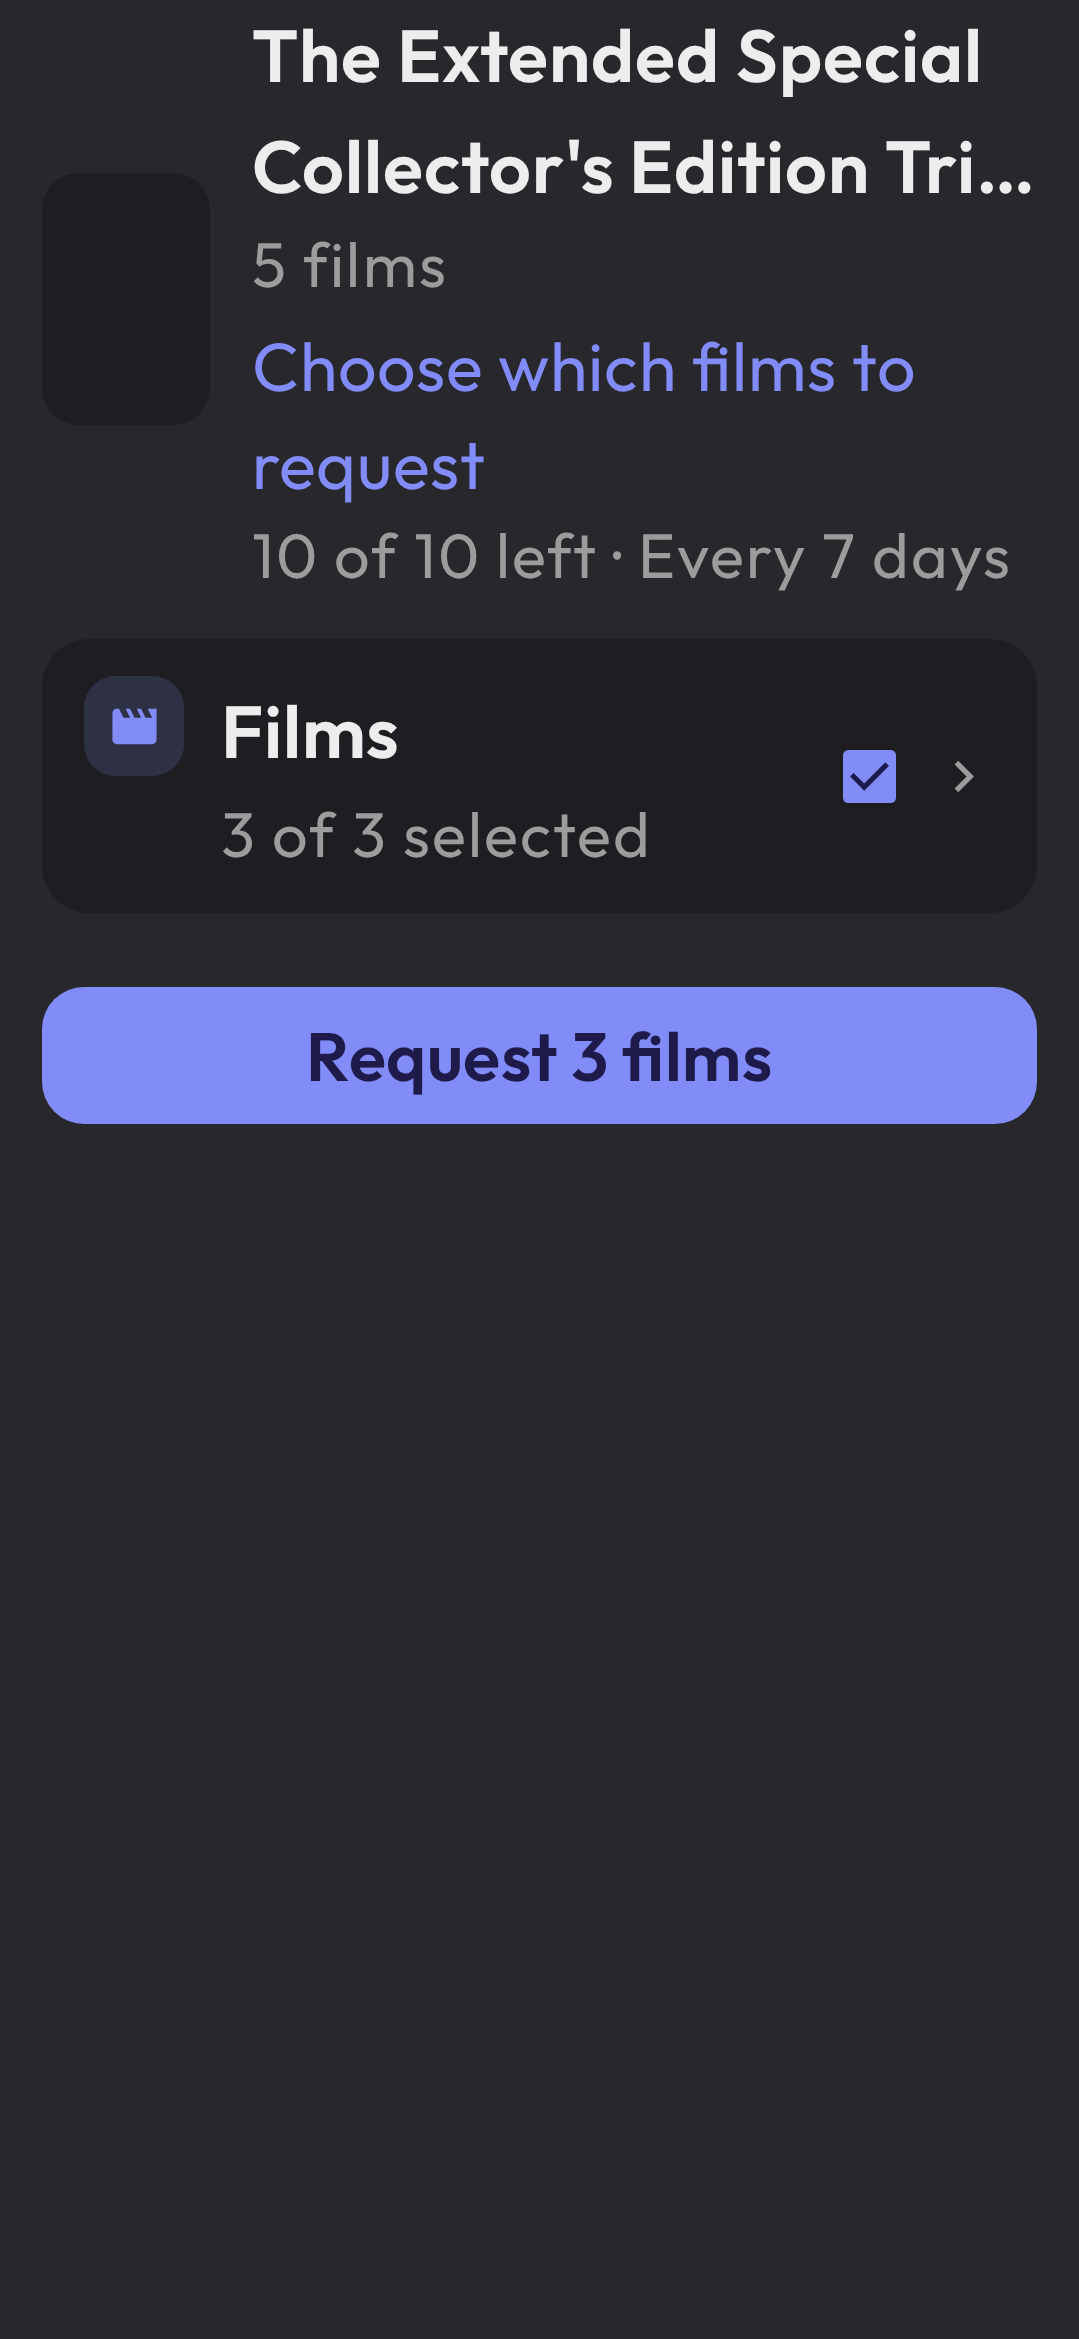 The Extended Special
Collector's Edition Tri...
5 films
Choose which films to
request
10 of 10 left · Every 7 days
Films
3 of 3 selected
Request 3 films